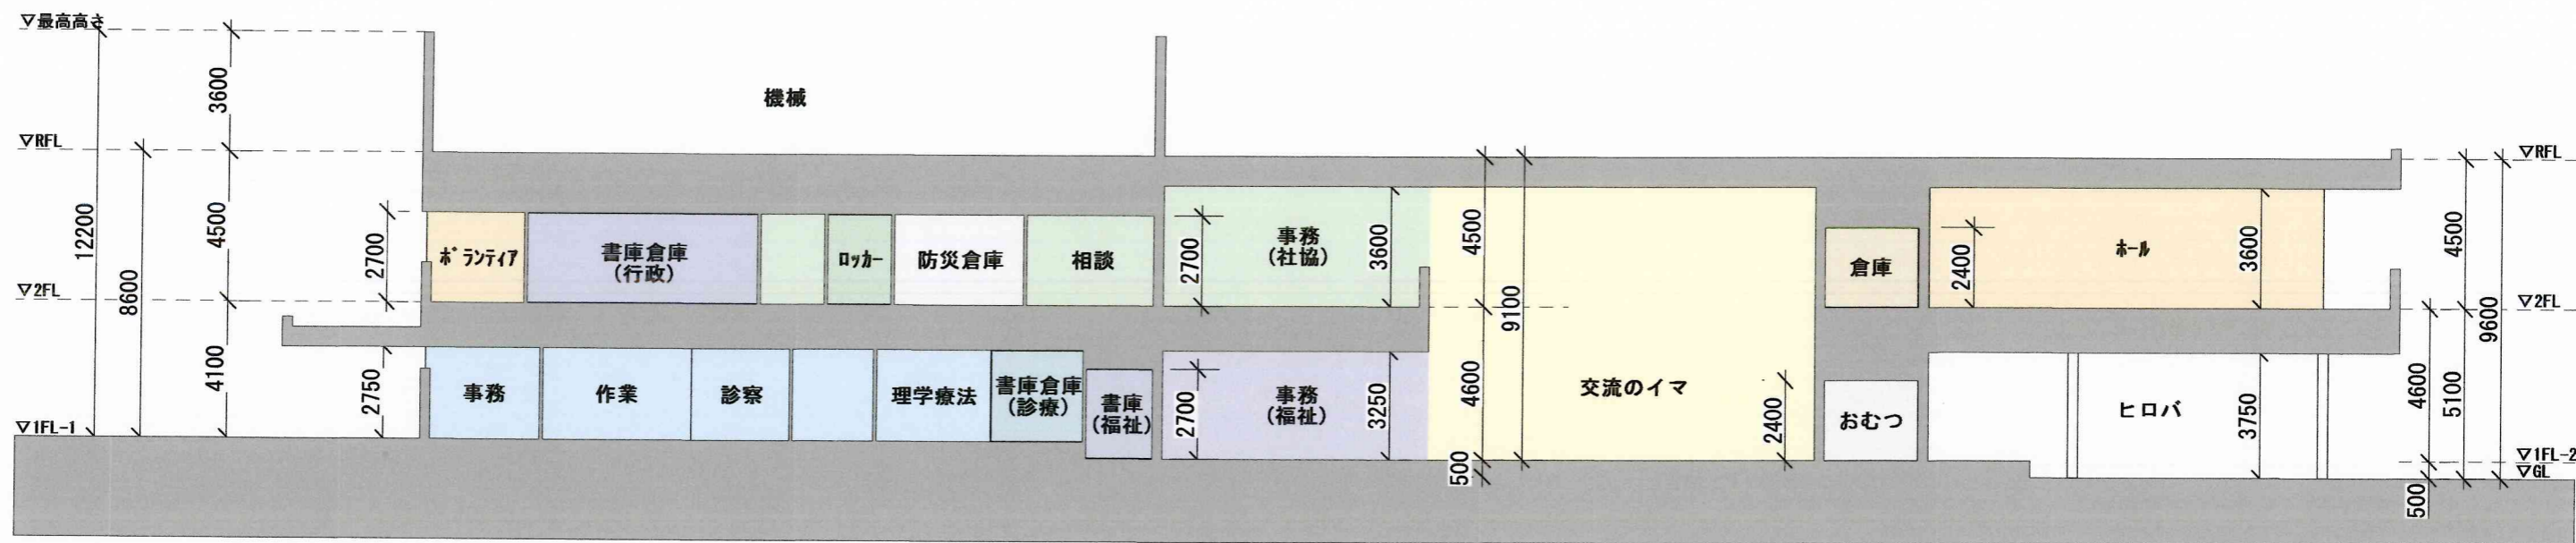 ▽最高高さ
3600
機械
▽RFL
▽RFL
12200
8600
4500
2700
ボランティア
書庫倉庫
(行政)
ロッカー
防災倉庫
相談
2700
事務
(社協)
3600
4500
9100
倉庫
2400
ホール
3600
4500
9600
▽2FL
▽2FL
4100
2750
事務
作業
診察
理学療法
書庫倉庫
(診療)
書庫
(福祉)
2700
事務
(福祉)
3250
4600
500
交流のイマ
2400
おむつ
ヒロバ
3750
4600
5100
▽1FL-1
▽1FL-2
▽GL
500